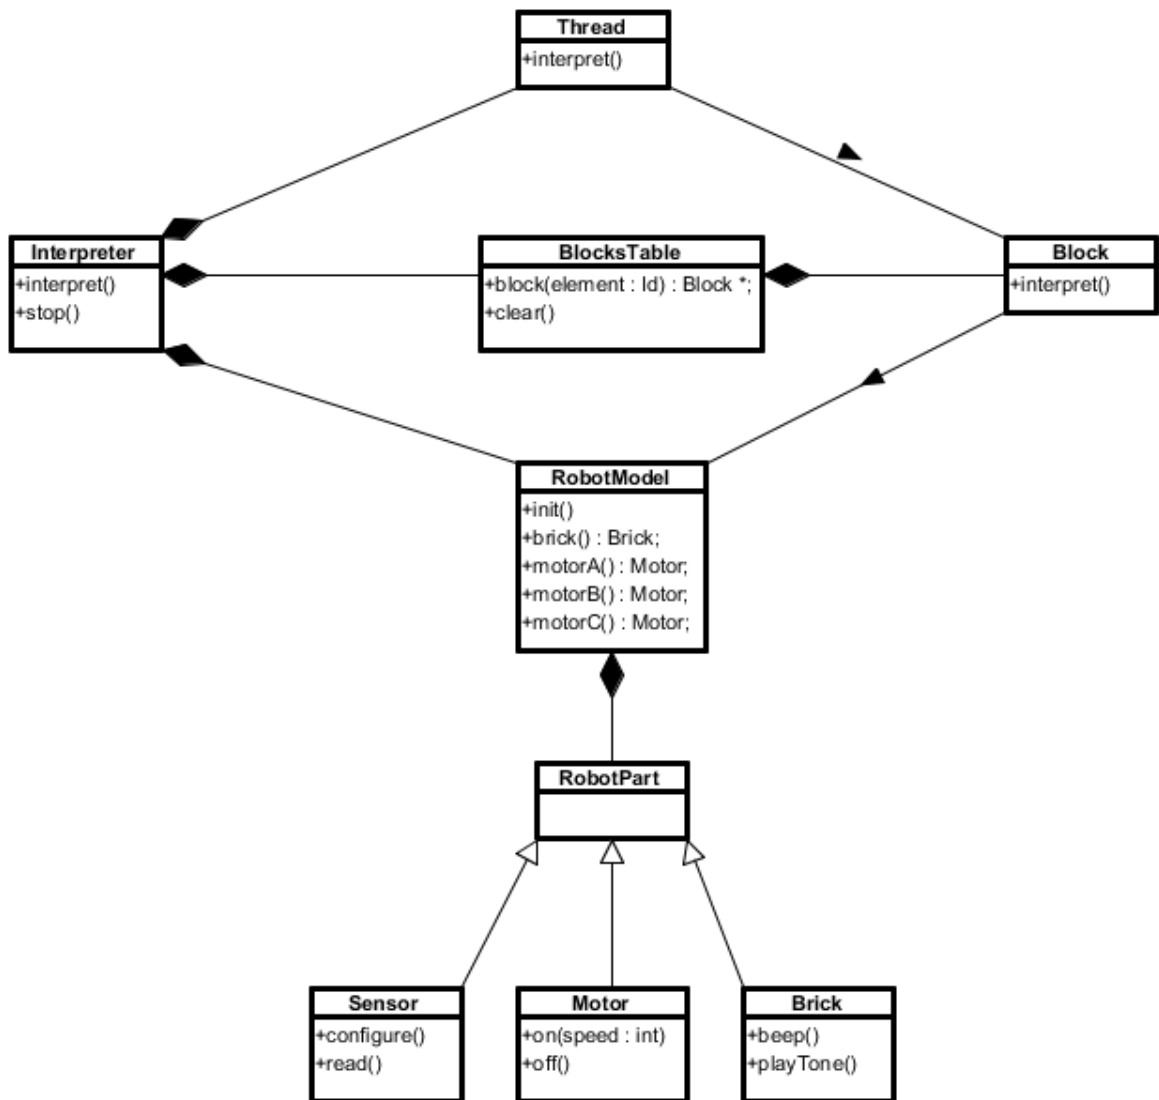 Thread
+interpret()
Interpreter
+interpret()
+stop()
BlocksTable
+block(element : Id) : Block *;
+clear()
Block
+interpret()
RobotModel
+init()
+brick() : Brick;
+motorA() : Motor;
+motorB() : Motor;
+motorC() : Motor;
RobotPart
Sensor
+configure()
+read()
Motor
+on(speed : int)
+off()
Brick
+beep()
+playTone()